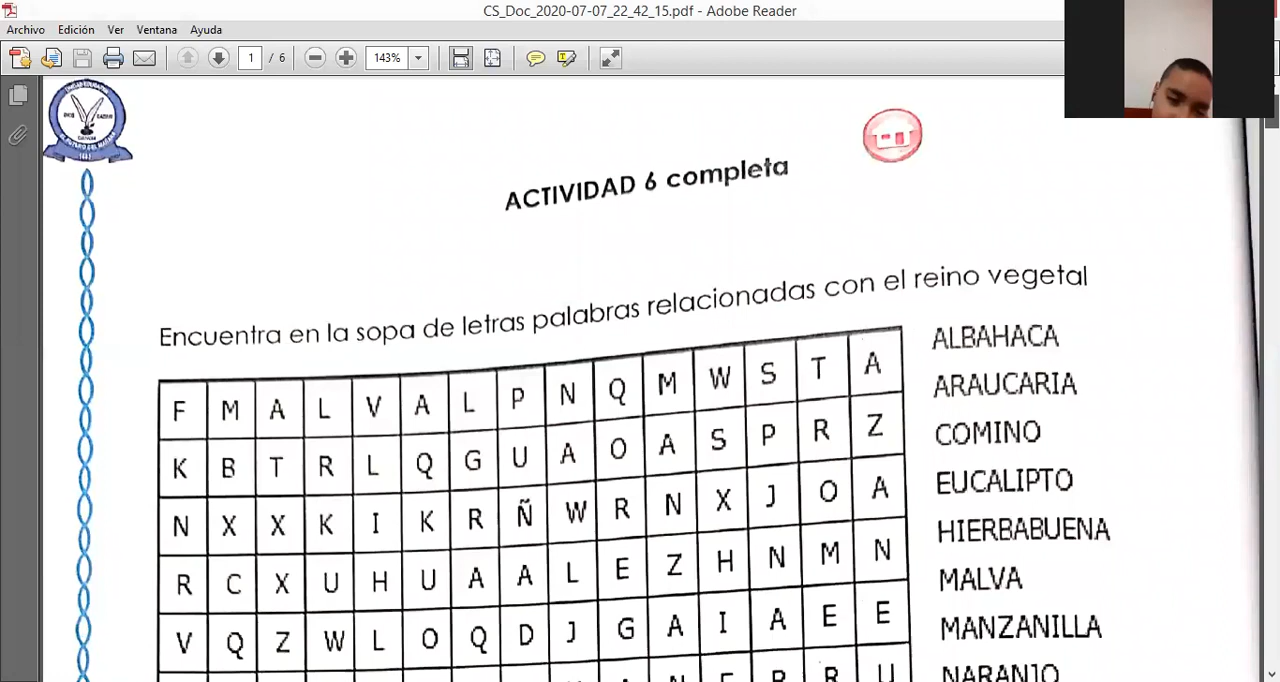 CS_Doc_2020-07-07_22_42_15.pdf - Adobe Reader
Archivo Edición Ver Ventana Ayuda
1 / 6 143%
ACTIVIDAD 6 completa
Encuentra en la sopa de letras palabras relacionadas con el reino vegetal
F M A L V A L P N Q M W S T A
K B T R L Q G U A O A S P R Z
N X X K I K R Ñ W R N X J O A
R C X U H U A A L E Z H N M N
V Q Z W L O Q D J G A I A E E
ALBAHACA
ARAUCARIA
COMINO
EUCALIPTO
HIERBABUENA
MALVA
MANZANILLA
NARANJO